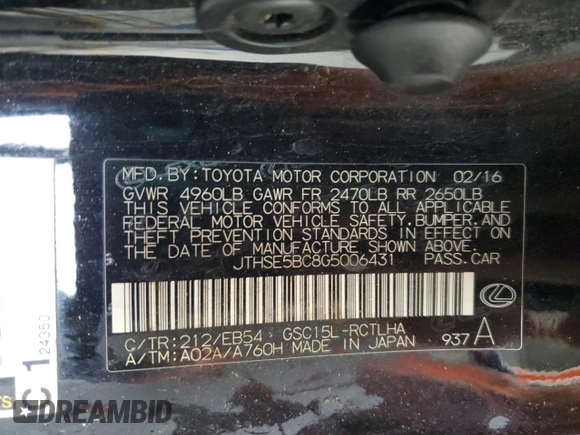 MFD. BY: TOYOTA MOTOR CORPORATION 02/16
GVWR 4960LB GAWR FR 2470LB RR 2650LB
THIS VEHICLE CONFORMS TO ALL APPLICABLE
FEDERAL MOTOR VEHICLE SAFETY, BUMPER, AND
THEFT PREVENTION STANDARDS IN EFFECT ON
THE DATE OF MANUFACTURE SHOWN ABOVE.
JTHSE5BC8G5006431 PASS. CAR
C/TR: 212/EB54 GSC15L-RCTLHA
A/TM: A02A/A760H MADE IN JAPAN 937 A
C1
24350
DREAMBID